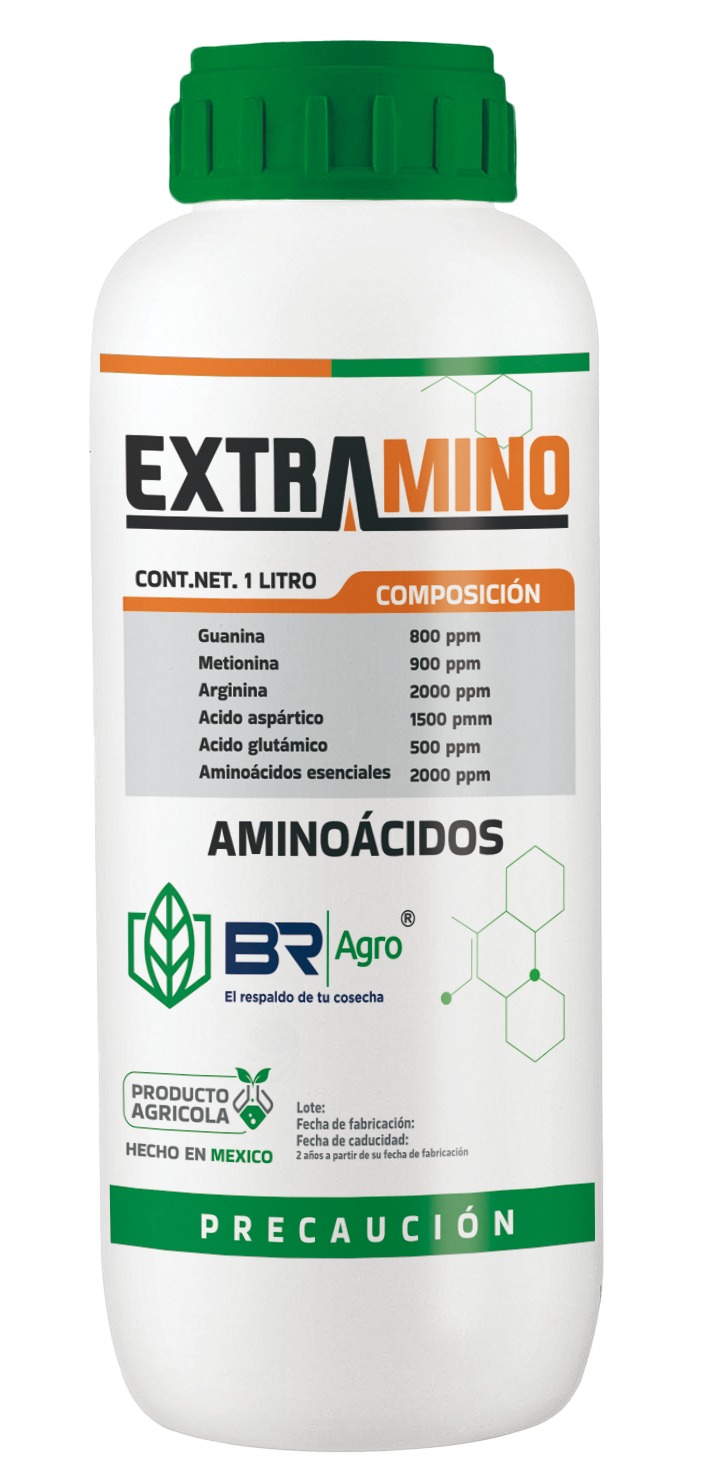 EXTRAMINO
CONT.NET. 1 LITRO
COMPOSICIÓN
Guanina 800 ppm
Metionina 900 ppm
Arginina 2000 ppm
Acido aspártico 1500 pmm
Acido glutámico 500 ppm
Aminoácidos esenciales 2000 ppm
AMINOÁCIDOS
BR Agro ®
El respaldo de tu cosecha
PRODUCTO
AGRICOLA
HECHO EN MEXICO
Lote:
Fecha de fabricación:
Fecha de caducidad:
2 años a partir de su fecha de fabricación
PRECAUCIÓN